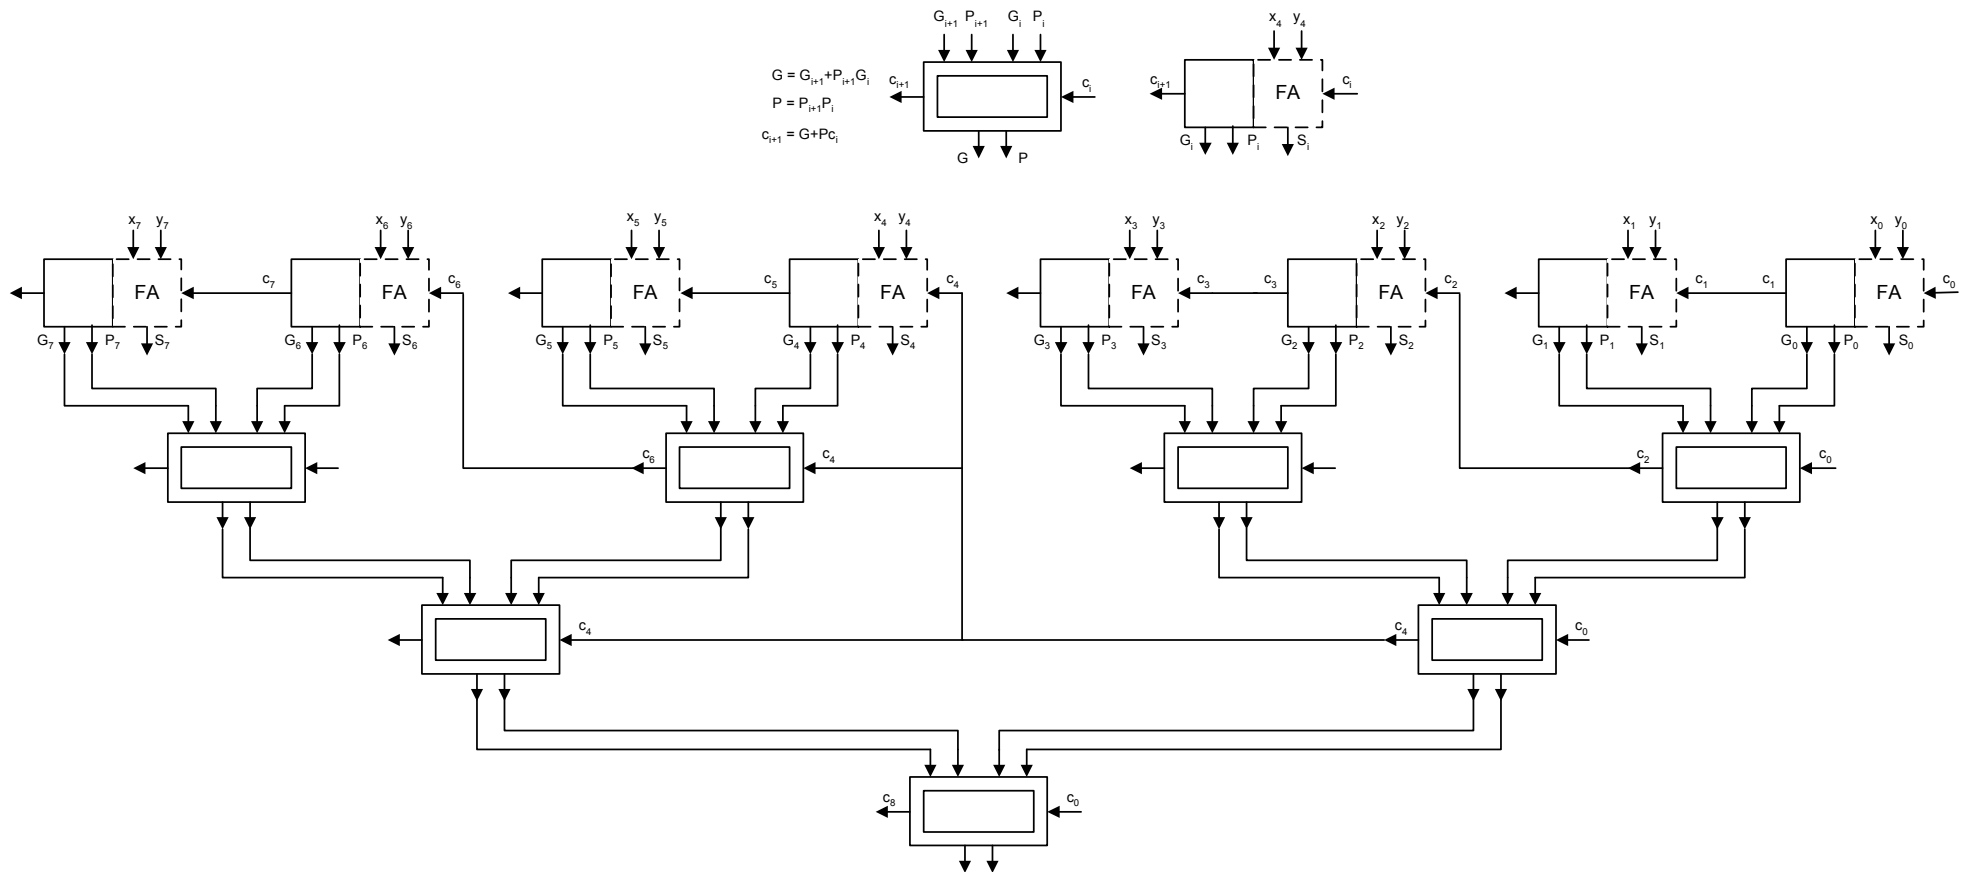 G_{i+1} P_{i+1} G_i P_i
x_4 y_4
G = G_{i+1}+P_{i+1}G_i
P = P_{i+1}P_i
c_{i+1} = G+Pc_i
c_{i+1} c_i
G P
c_{i+1} FA c_i
G_i P_i S_i
x_7 y_7 x_6 y_6 x_5 y_5 x_4 y_4 x_3 y_3 x_2 y_2 x_1 y_1 x_0 y_0
FA c_7 FA c_6 FA c_5 FA c_4 FA c_3 c_3 FA c_2 FA c_1 c_1 FA c_0
G_7 P_7 S_7 G_6 P_6 S_6 G_5 P_5 S_5 G_4 P_4 S_4 G_3 P_3 S_3 G_2 P_2 S_2 G_1 P_1 S_1 G_0 P_0 S_0
c_6 c_4 c_2 c_0
c_4 c_4 c_0
c_8 c_0